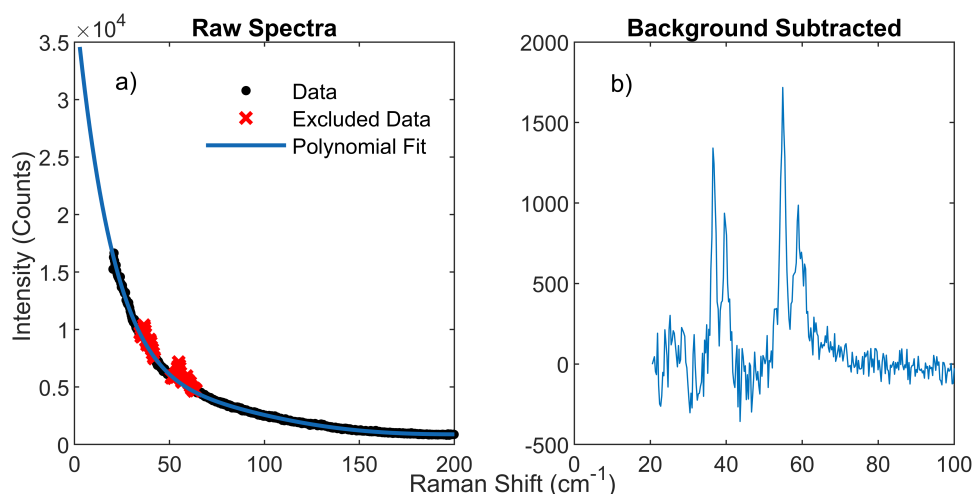 Raw Spectra
×10⁴
a)
Data
Excluded Data
Polynomial Fit
Intensity (Counts)
3.5
3
2.5
2
1.5
1
0.5
0
0 50 100 150 200
Background Subtracted
b)
2000
1500
1000
500
0
-500
0 20 40 60 80 100
Raman Shift (cm⁻¹)